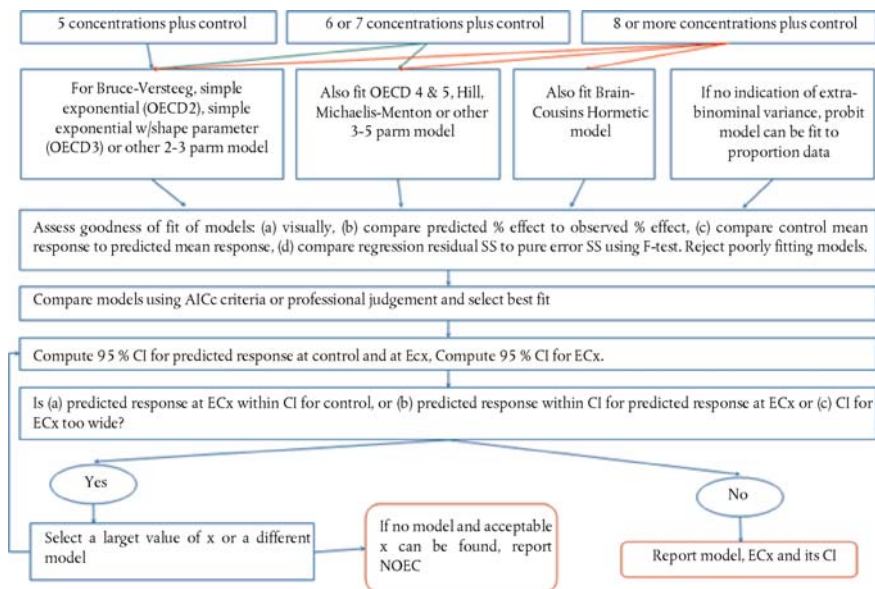 5 concentrations plus control
6 or 7 concentrations plus control
8 or more concentrations plus control
For Bruce-Versteeg, simple
exponential (OECD2), simple
exponential w/shape parameter
(OECD3) or other 2-3 parm model
Also fit OECD 4 & 5, Hill,
Michaelis-Menton or other
3-5 parm model
Also fit Brain-
Cousins Hormetic
model
If no indication of extra-
binominal variance, probit
model can be fit to
proportion data
Assess goodness of fit of models: (a) visually, (b) compare predicted % effect to observed % effect, (c) compare control mean
response to predicted mean response, (d) compare regression residual SS to pure error SS using F-test. Reject poorly fitting models.
Compare models using AICc criteria or professional judgement and select best fit
Compute 95 % CI for predicted response at control and at Ecx, Compute 95 % CI for ECx.
Is (a) predicted response at ECx within CI for control, or (b) predicted response within CI for predicted response at ECx or (c) CI for
ECx too wide?
Yes
No
Select a larget value of x or a different
model
If no model and acceptable
x can be found, report
NOEC
Report model, ECx and its CI